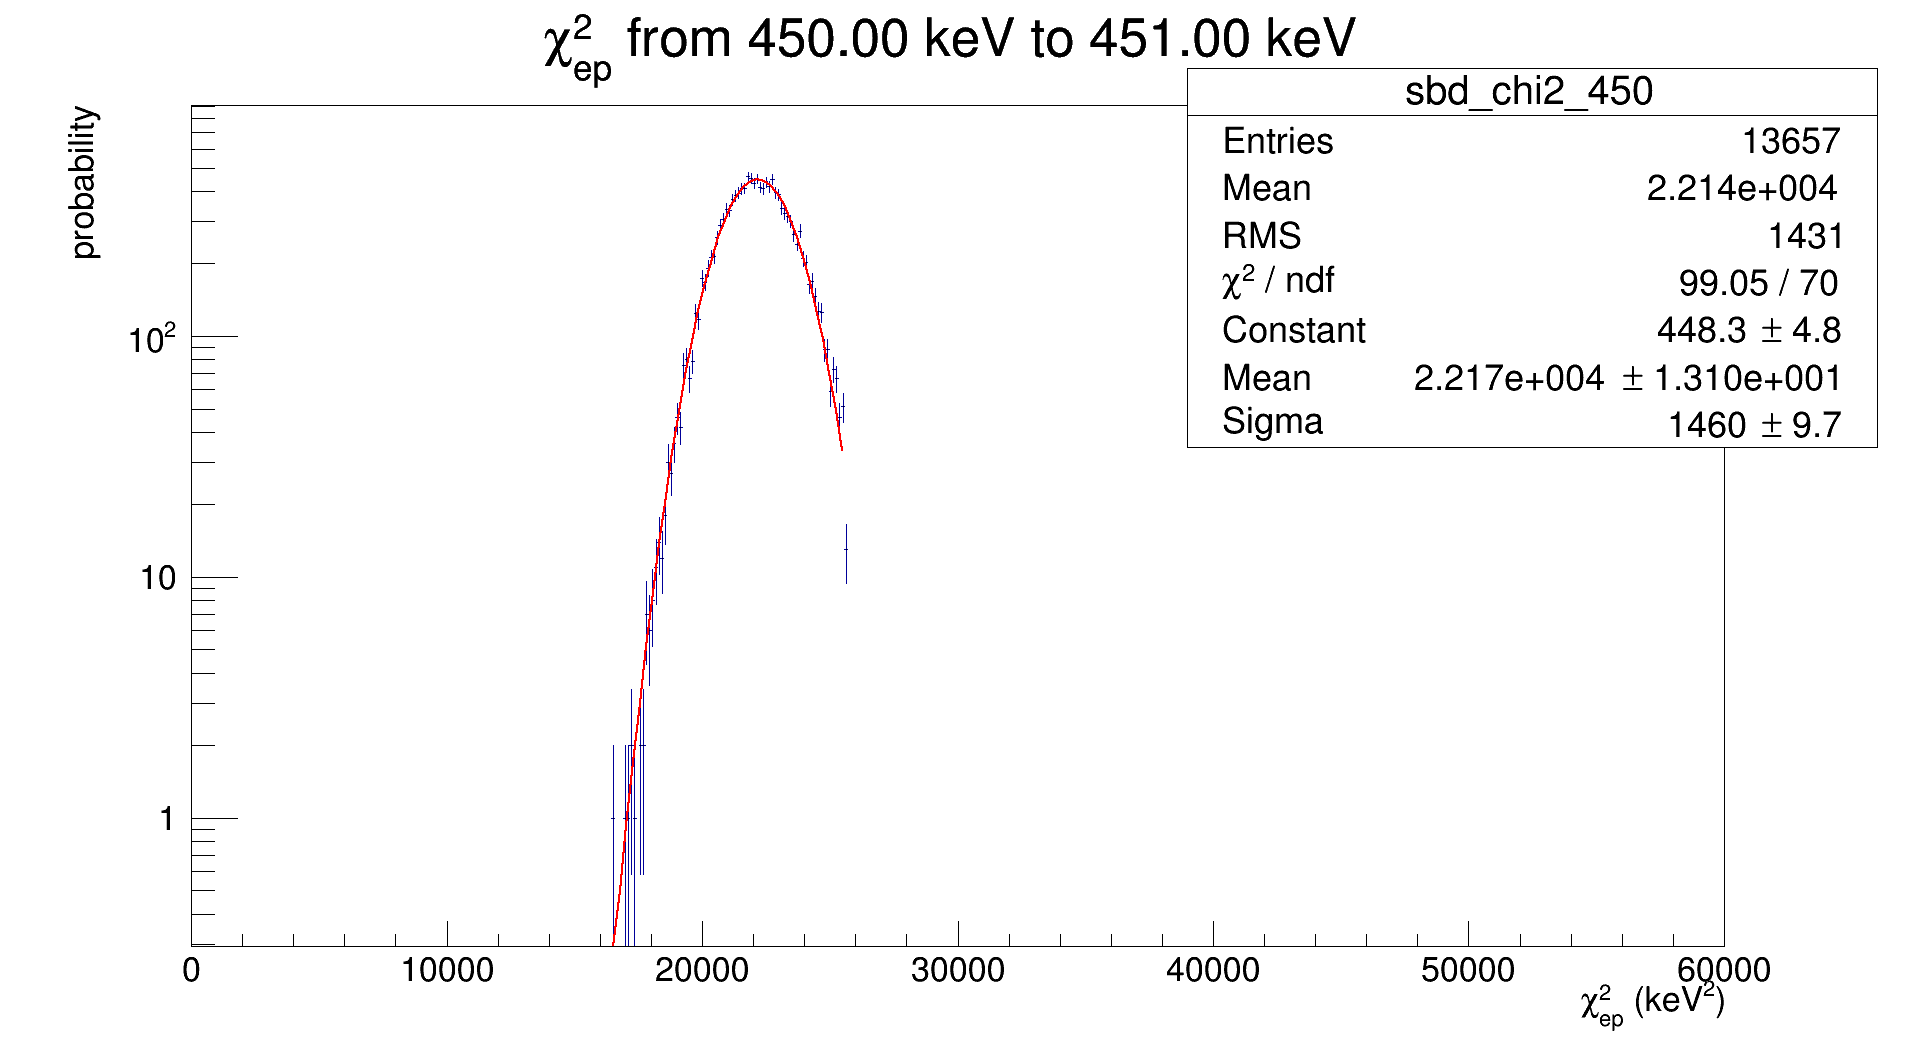 χ²ep from 450.00 keV to 451.00 keV
sbd_chi2_450
Entries 13657
Mean 2.214e+004
RMS 1431
χ² / ndf 99.05 / 70
Constant 448.3 ± 4.8
Mean 2.217e+004 ± 1.310e+001
Sigma 1460 ± 9.7
probability
10²
10
1
0 10000 20000 30000 40000 50000 60000
χ²ep (keV²)